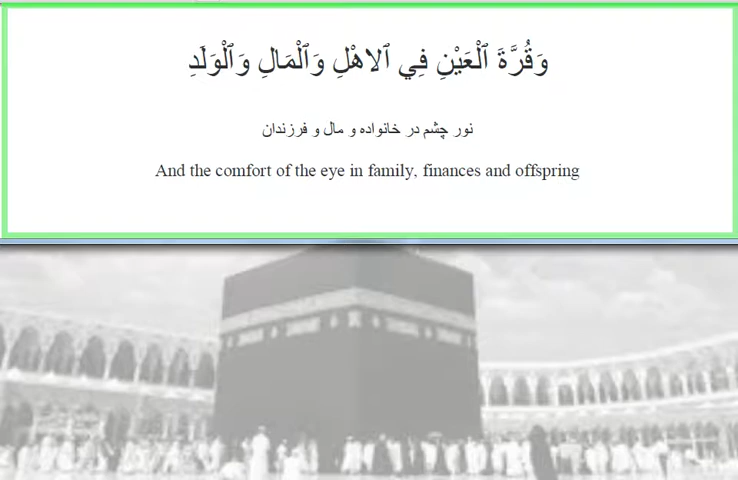 وَقُرَّةَ ٱلْعَيْنِ فِي ٱلاهْلِ وَٱلْمَالِ وَٱلْوَلَدِ
نور چشم در خانواده و مال و فرزندان
And the comfort of the eye in family, finances and offspring